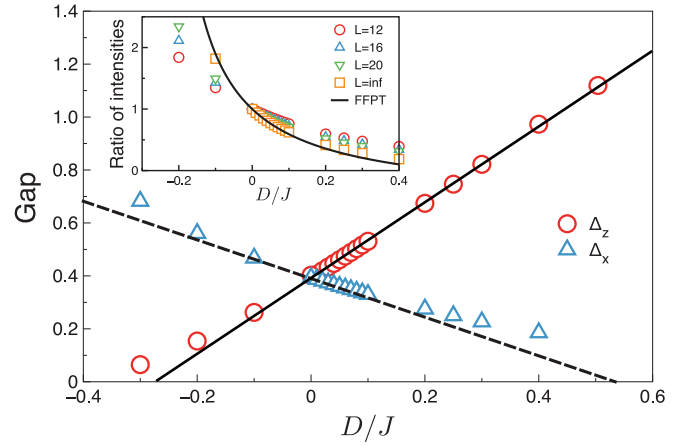 1.4
1.2
1.0
0.8
0.6
0.4
0.2
0
Gap
−0.4
−0.2
0
0.2
0.4
0.6
D/J
Δz
Δx
2
1
0
Ratio of intensities
−0.2
0
0.2
0.4
D/J
L=12
L=16
L=20
L=inf
FFPT